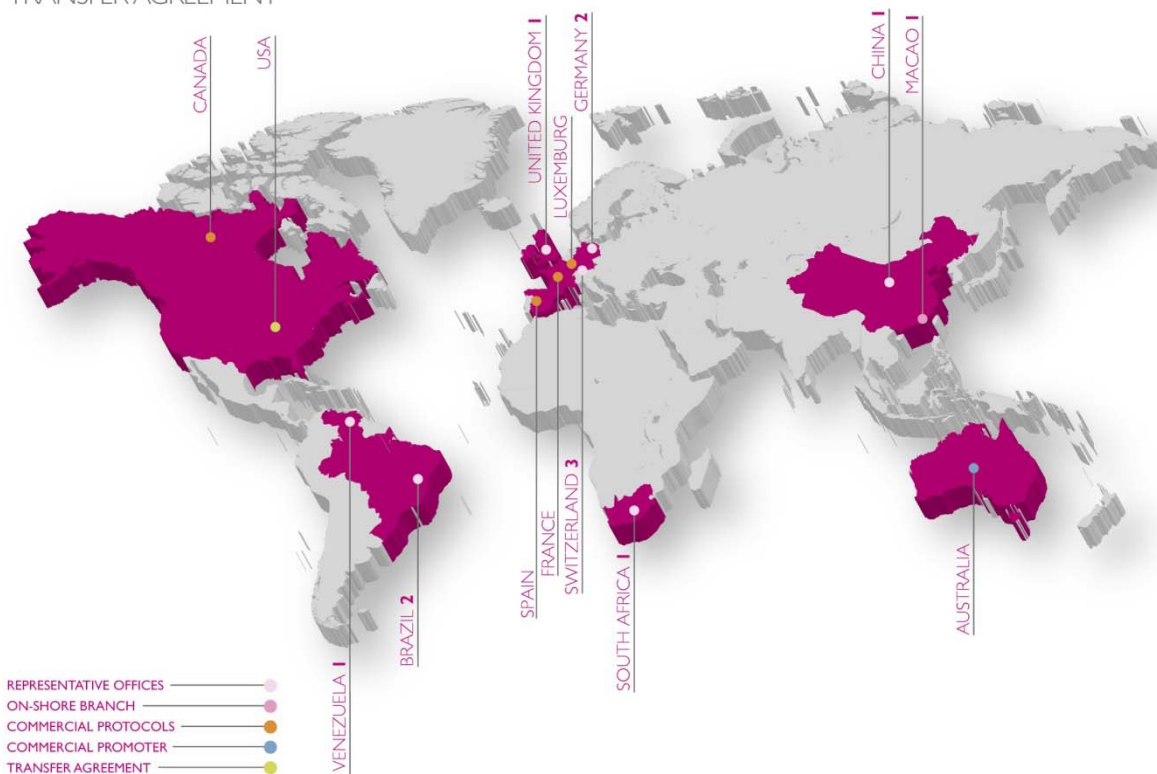 TRANSFER AGREEMENT
CANADA
USA
UNITED KINGDOM 1
LUXEMBURG
GERMANY 2
CHINA 1
MACAO 1
SPAIN
FRANCE
SWITZERLAND 3
SOUTH AFRICA 1
AUSTRALIA
BRAZIL 2
VENEZUELA 1
REPRESENTATIVE OFFICES
ON-SHORE BRANCH
COMMERCIAL PROTOCOLS
COMMERCIAL PROMOTER
TRANSFER AGREEMENT